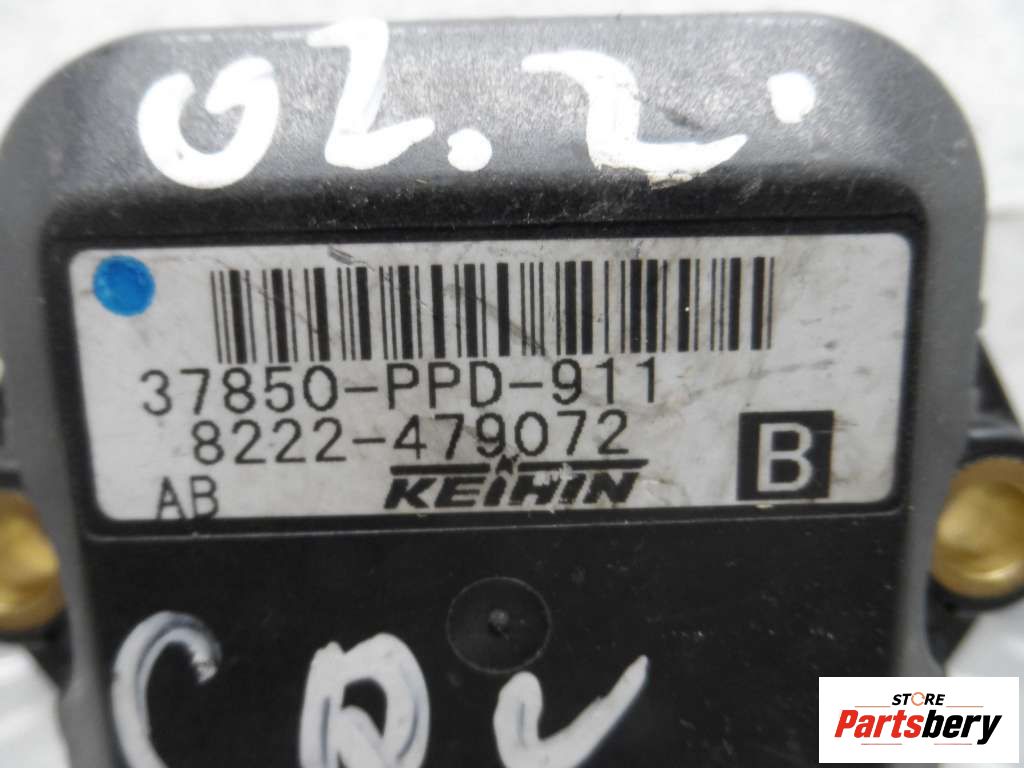 02.2.
37850-PPD-911
8222-479072
AB KEIHIN B
STORE
Partsbery